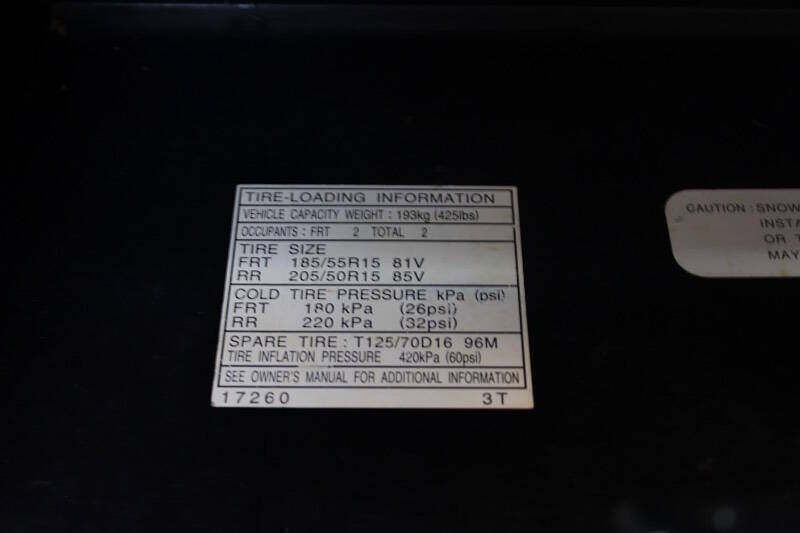 TIRE-LOADING INFORMATION
VEHICLE CAPACITY WEIGHT : 193kg (425lbs)
OCCUPANTS : FRT 2 TOTAL 2
TIRE SIZE
FRT 185/55R15 81V
RR 205/50R15 85V
COLD TIRE PRESSURE kPa (psi)
FRT 180 kPa (26psi)
RR 220 kPa (32psi)
SPARE TIRE : T125/70D16 96M
TIRE INFLATION PRESSURE 420kPa (60psi)
SEE OWNER'S MANUAL FOR ADDITIONAL INFORMATION
17260 3T
CAUTION : SNOW
INSTA
OR T
MAY